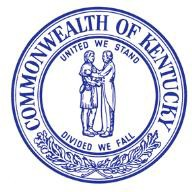 COMMONWEALTH OF KENTUCKY
UNITED WE STAND
DIVIDED WE FALL